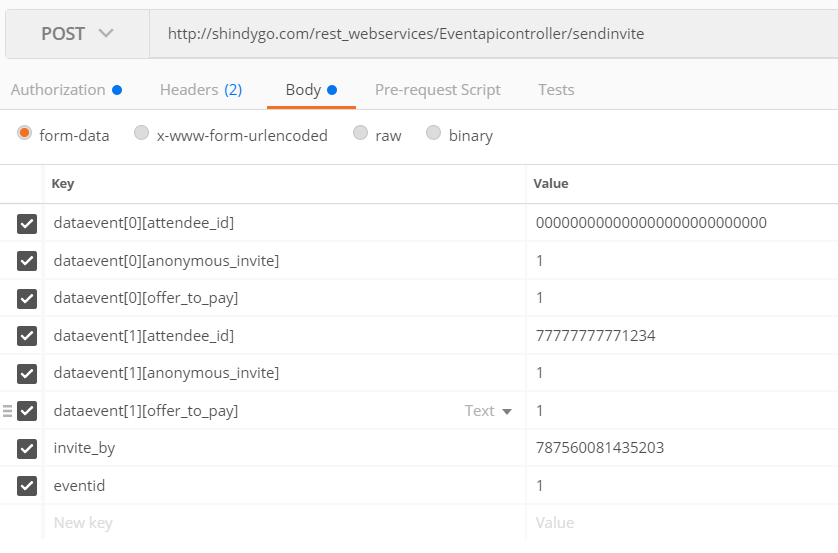 POST http://shindygo.com/rest_webservices/Eventapicontroller/sendinvite
Authorization Headers (2) Body Pre-request Script Tests
form-data x-www-form-urlencoded raw binary
Key Value
dataevent[0][attendee_id] 00000000000000000000000000
dataevent[0][anonymous_invite] 1
dataevent[0][offer_to_pay] 1
dataevent[1][attendee_id] 77777777771234
dataevent[1][anonymous_invite] 1
dataevent[1][offer_to_pay] Text 1
invite_by 787560081435203
eventid 1
New key Value